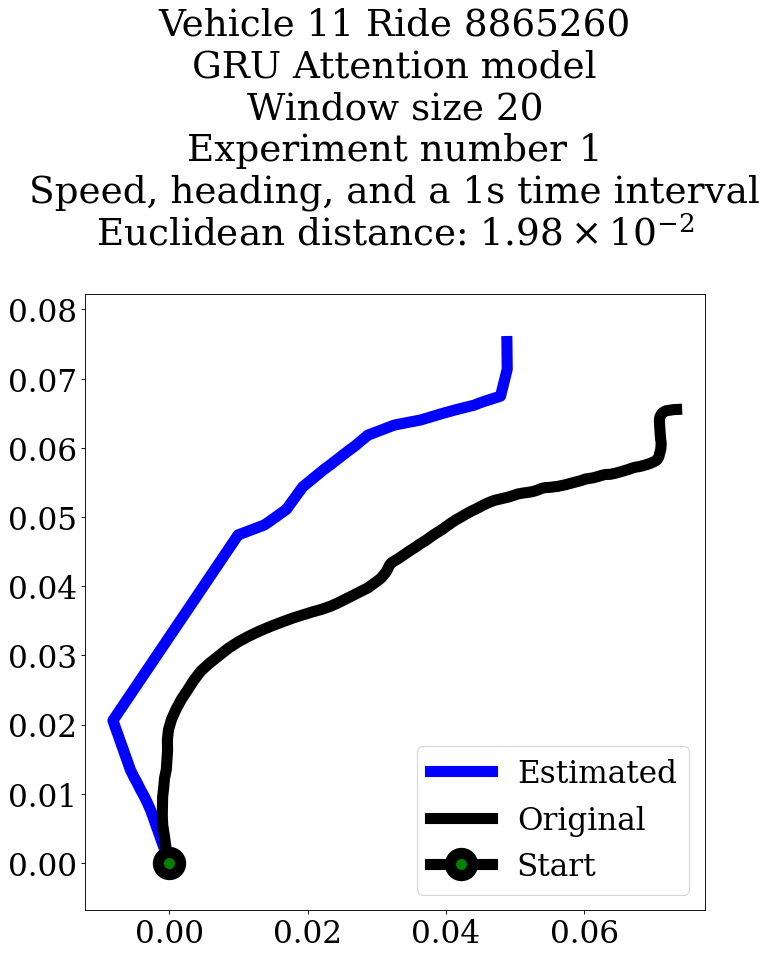 Vehicle 11 Ride 8865260
GRU Attention model
Window size 20
Experiment number 1
Speed, heading, and a 1s time interval
Euclidean distance: 1.98 × 10⁻²
0.08
0.07
0.06
0.05
0.04
0.03
0.02
0.01
0.00
Estimated
Original
Start
0.00 0.02 0.04 0.06